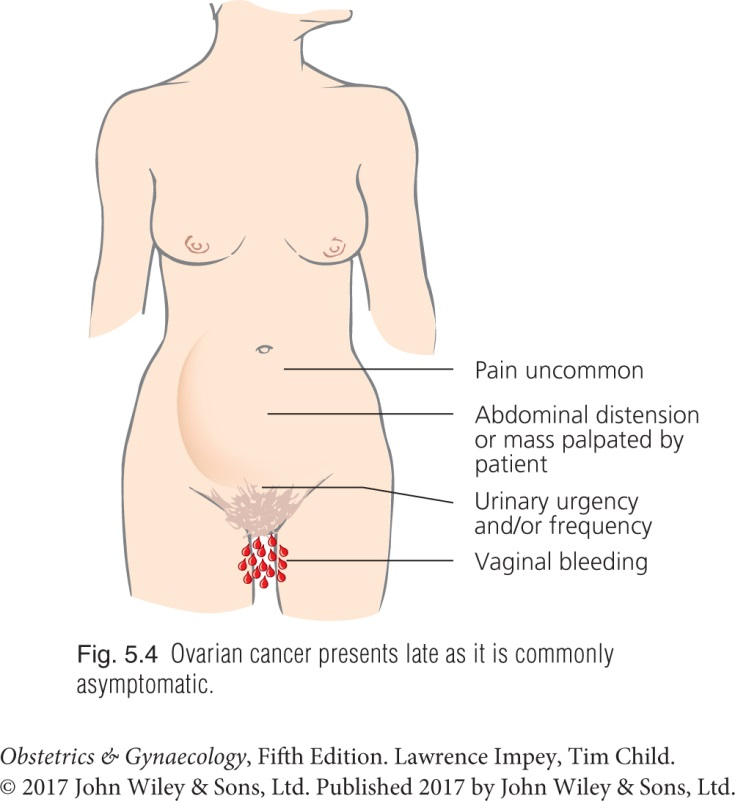 Pain uncommon
Abdominal distension
or mass palpated by
patient
Urinary urgency
and/or frequency
Vaginal bleeding
Fig. 5.4 Ovarian cancer presents late as it is commonly
asymptomatic.
Obstetrics & Gynaecology, Fifth Edition. Lawrence Impey, Tim Child.
© 2017 John Wiley & Sons, Ltd. Published 2017 by John Wiley & Sons, Ltd.